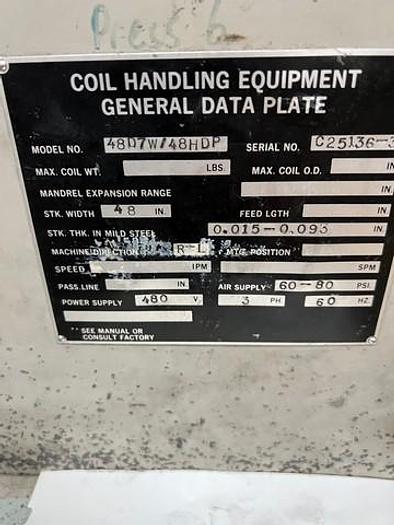 Press 6
COIL HANDLING EQUIPMENT
GENERAL DATA PLATE
MODEL NO. 48D7W/48HDP SERIAL NO. C25136-3
MAX. COIL WT. LBS. MAX. COIL O.D. IN
MANDREL EXPANSION RANGE IN.
STK. WIDTH 48 IN. FEED LGTH IN.
STK. THK. IN MILD STEEL 0.015-0.093 IN
MACHINE DIRECTION R-L MTG. POSITION
SPEED IPM SPM
PASS LINE IN. AIR SUPPLY 60-80 PSI.
POWER SUPPLY 480 V. 3 PH. 60 HZ.
** SEE MANUAL OR
CONSULT FACTORY